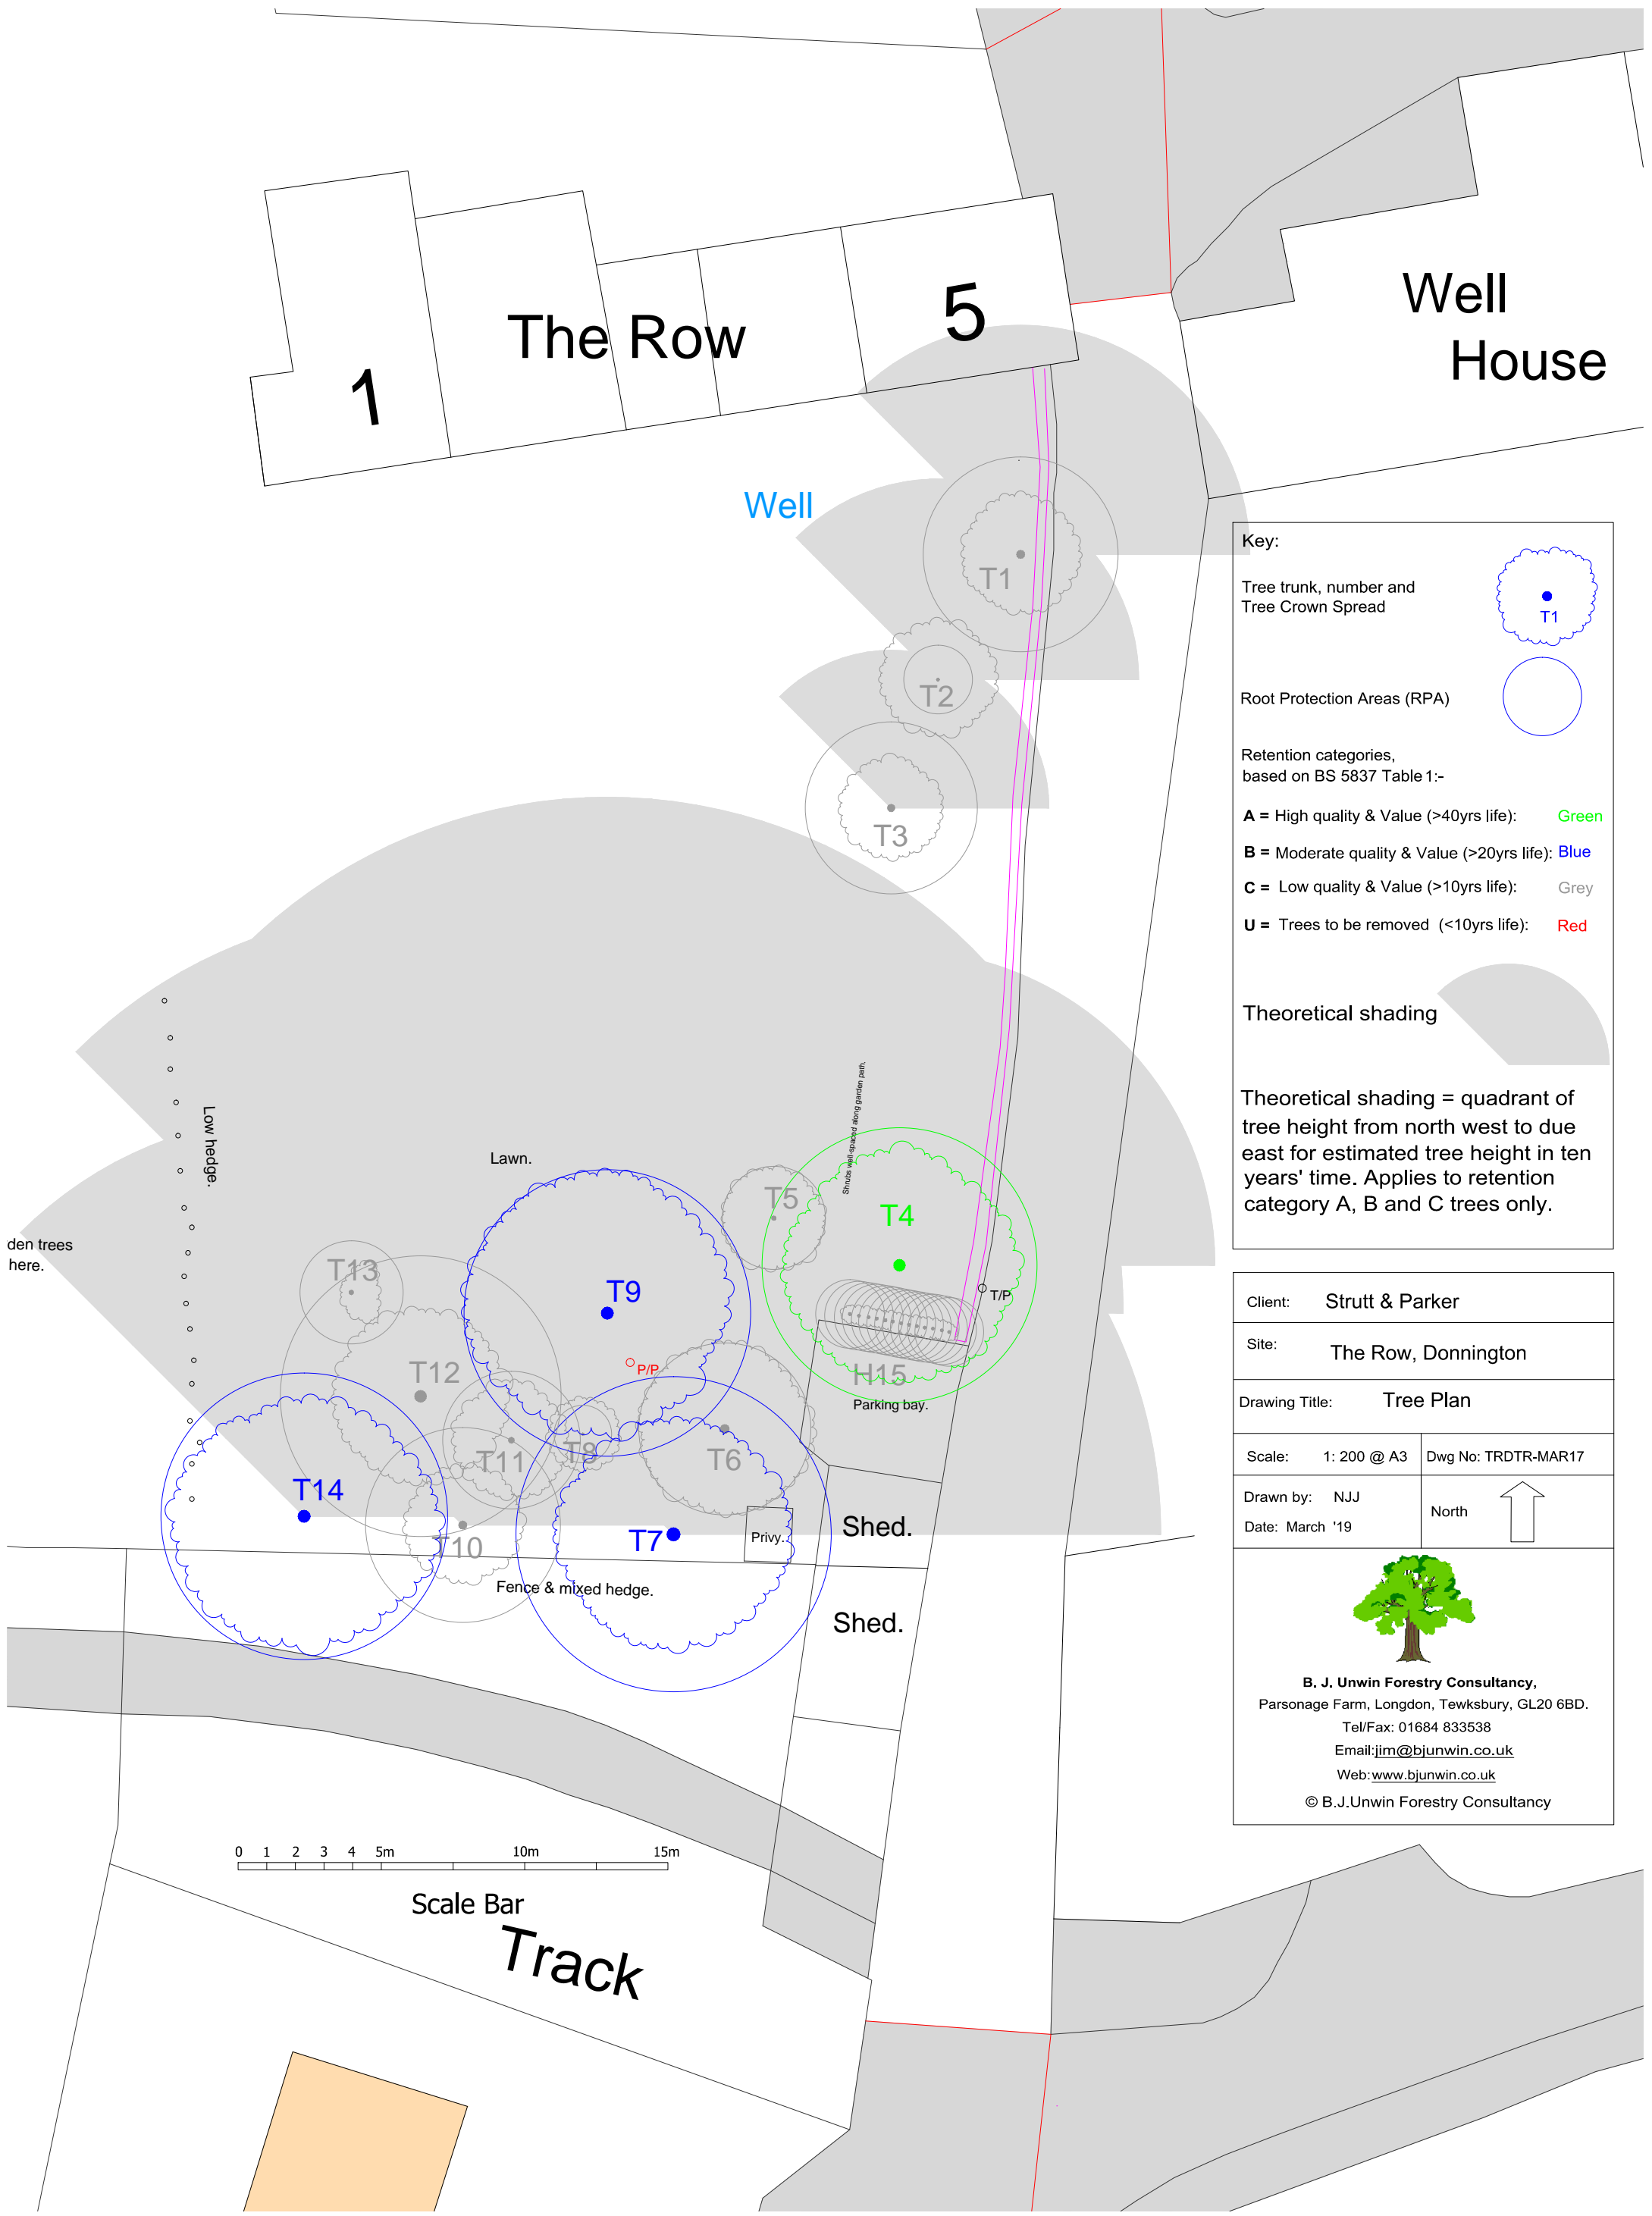 The Row
1
5
Well
House
Well
T1
T2
T3
Key:
Tree trunk, number and
Tree Crown Spread
T1
Root Protection Areas (RPA)
Retention categories,
based on BS 5837 Table 1:-
A = High quality & Value (>40yrs life): Green
B = Moderate quality & Value (>20yrs life): Blue
C = Low quality & Value (>10yrs life): Grey
U = Trees to be removed (<10yrs life): Red
Theoretical shading
Theoretical shading = quadrant of
tree height from north west to due
east for estimated tree height in ten
years' time. Applies to retention
category A, B and C trees only.
Low hedge.
Lawn.
Shrubs well-spaced along garden path.
den trees
here.
T5
T4
T13
T9
T/P
P/P
T12
H15
Parking bay.
T11
T8
T6
T14
T10
T7
Privy.
Shed.
Fence & mixed hedge.
Shed.
Client: Strutt & Parker
Site: The Row, Donnington
Drawing Title: Tree Plan
Scale: 1: 200 @ A3
Dwg No: TRDTR-MAR17
Drawn by: NJJ
Date: March '19
North
B. J. Unwin Forestry Consultancy,
Parsonage Farm, Longdon, Tewksbury, GL20 6BD.
Tel/Fax: 01684 833538
Email:jim@bjunwin.co.uk
Web:www.bjunwin.co.uk
© B.J.Unwin Forestry Consultancy
0 1 2 3 4 5m 10m 15m
Scale Bar
Track